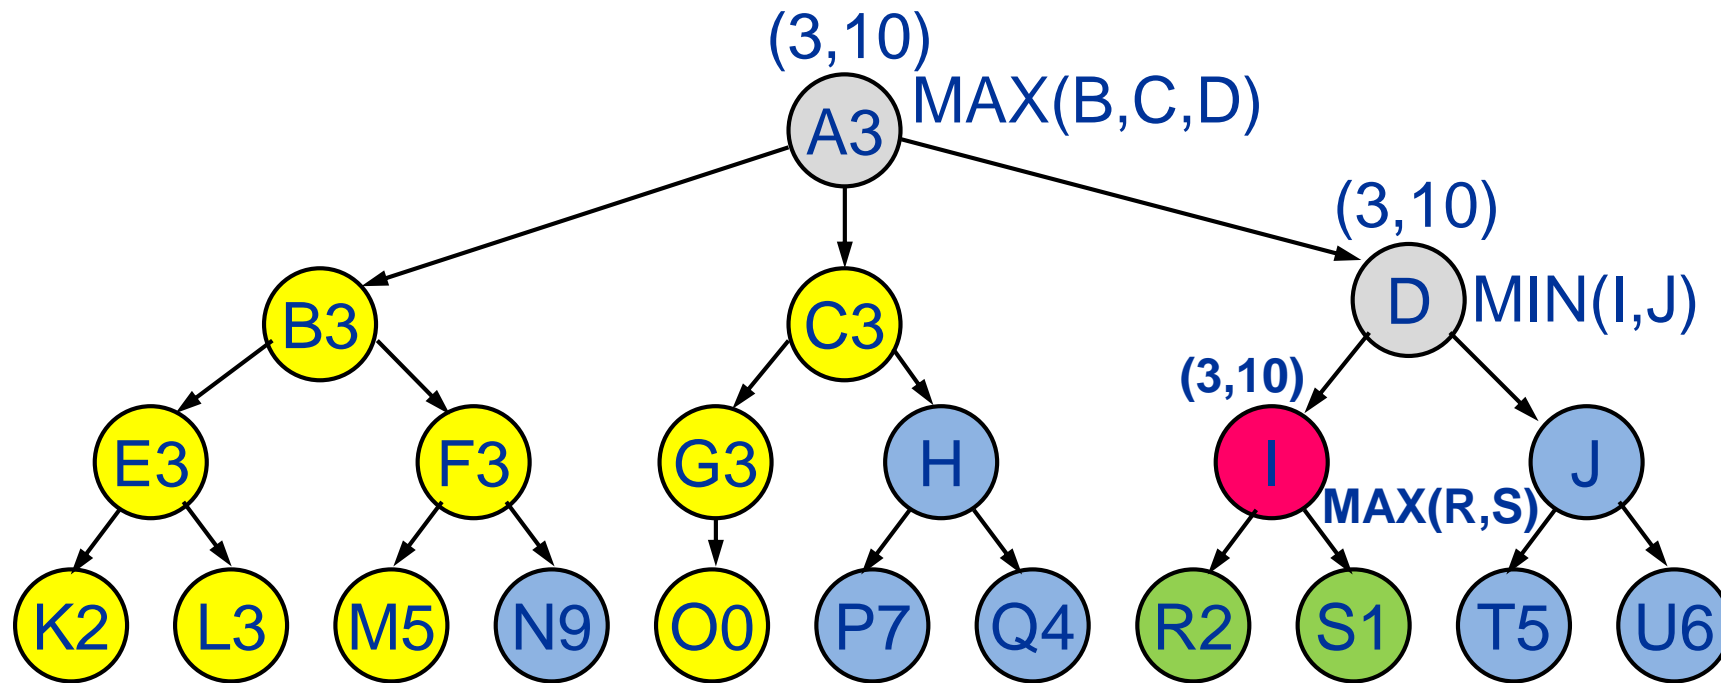 (3,10)
A3 MAX(B,C,D)
(3,10)
B3 C3 D MIN(I,J)
(3,10)
E3 F3 G3 H I J
MAX(R,S)
K2 L3 M5 N9 O0 P7 Q4 R2 S1 T5 U6